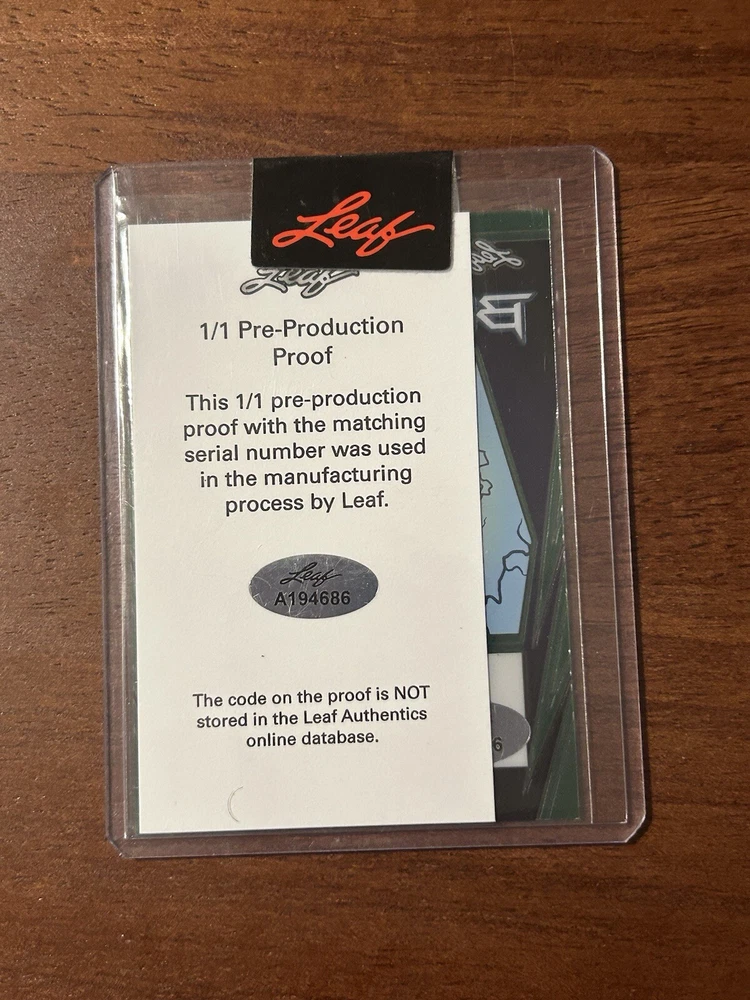 Leaf
Leaf
1/1 Pre-Production
Proof
This 1/1 pre-production
proof with the matching
serial number was used
in the manufacturing
process by Leaf.
Leaf
A194686
The code on the proof is NOT
stored in the Leaf Authentics
online database.
6